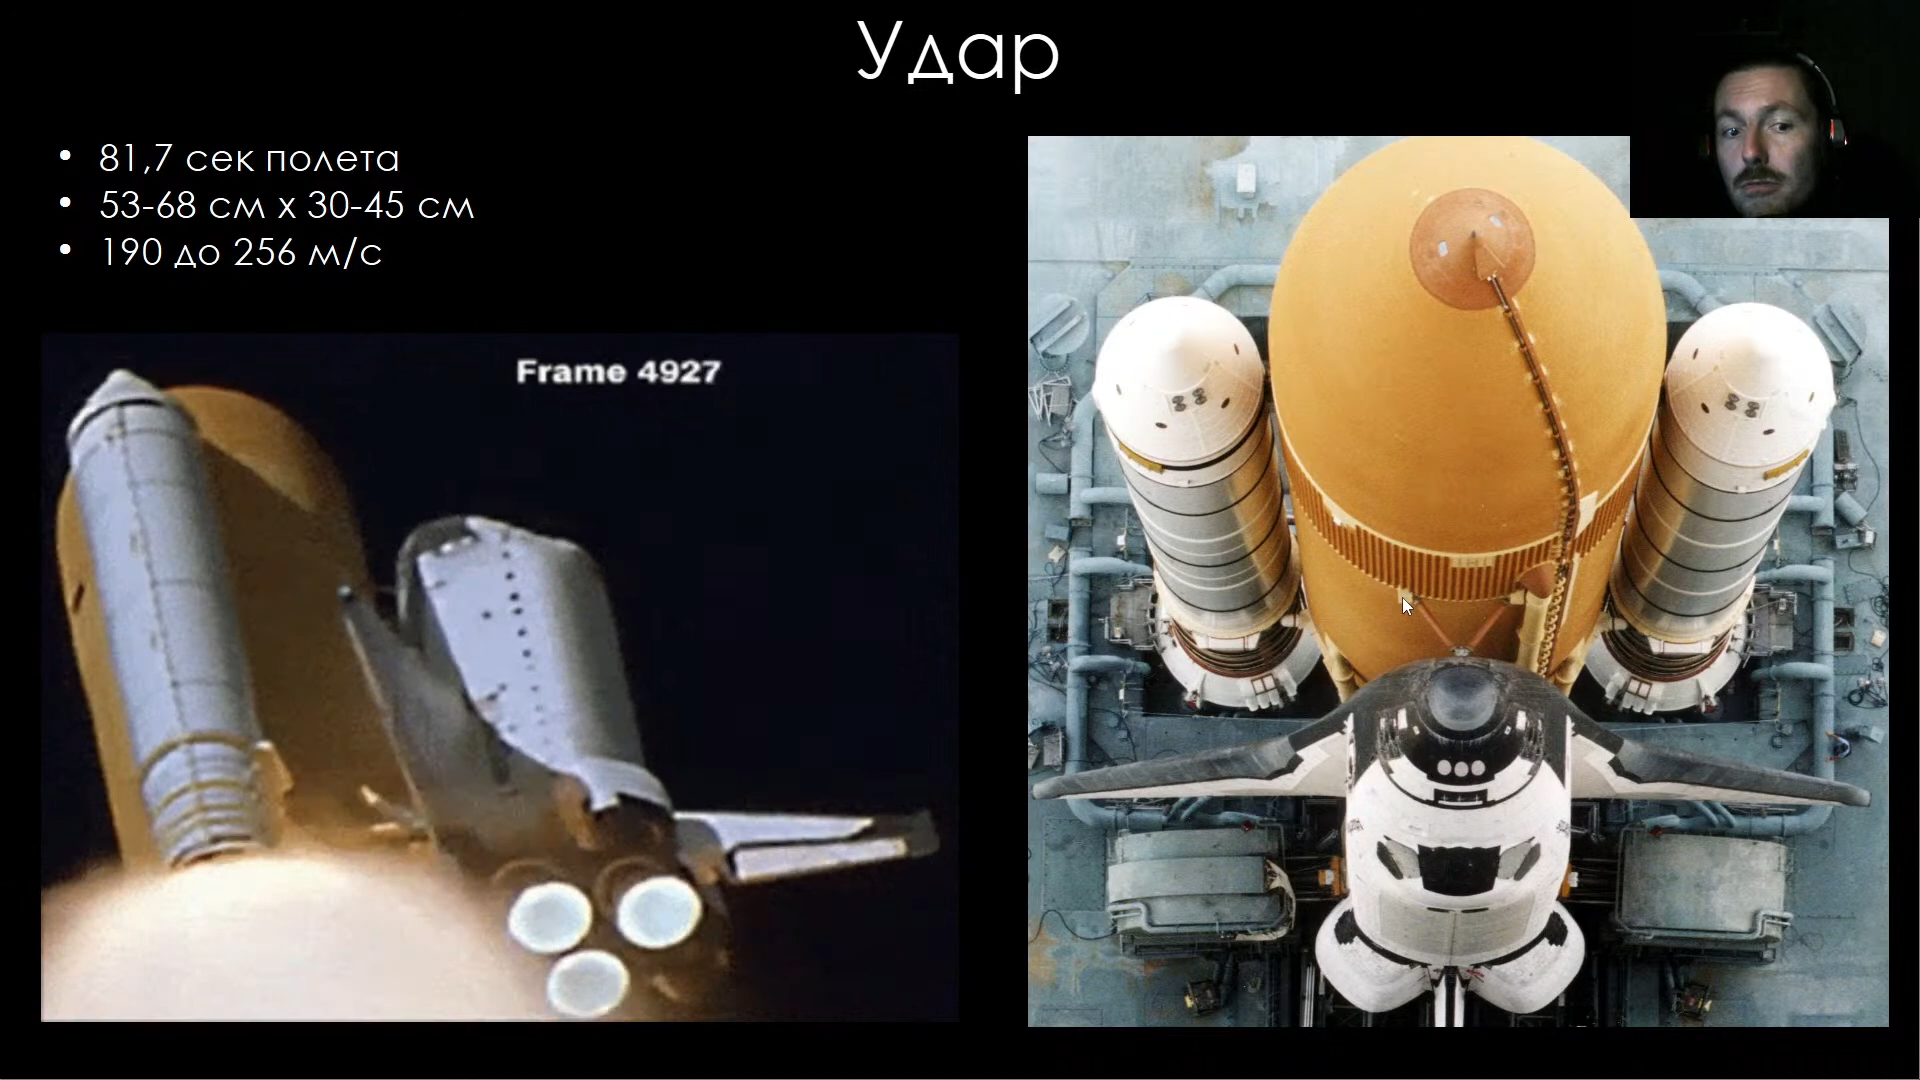 Удар
• 81,7 сек полета
• 53-68 см х 30-45 см
• 190 до 256 м/с
Frame 4927